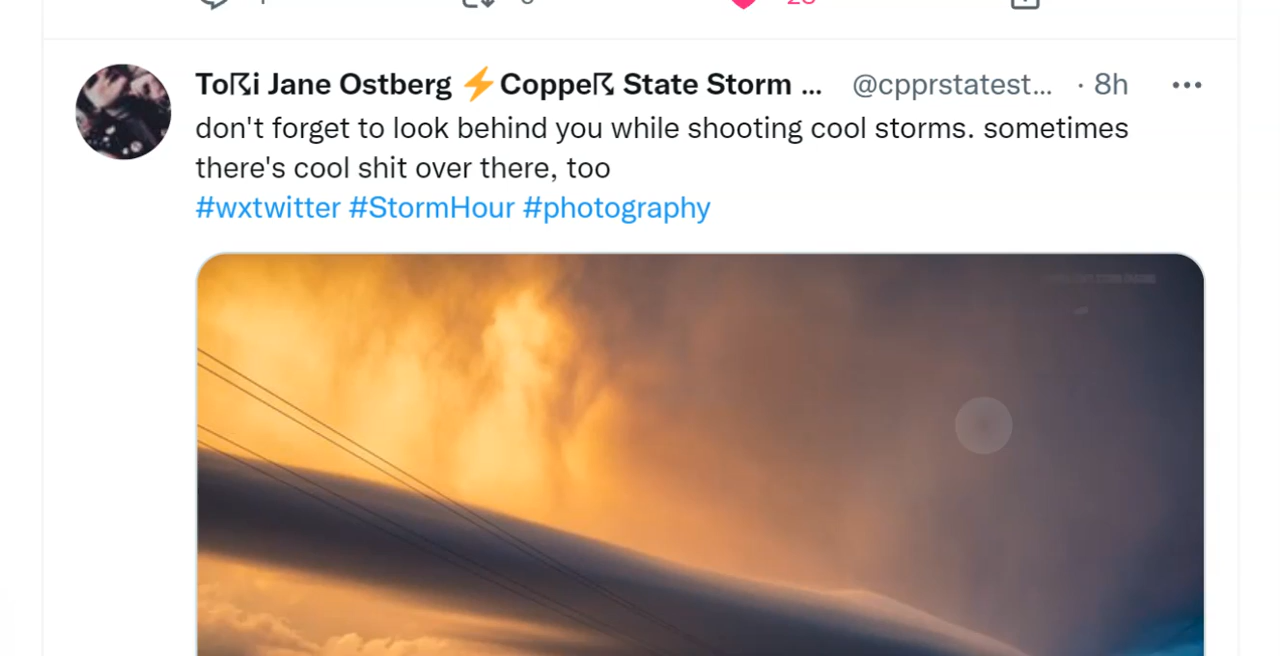 To☈i Jane Ostberg ⚡Coppe☈ State Storm ... @cpprstatest... · 8h
don't forget to look behind you while shooting cool storms. sometimes
there's cool shit over there, too
#wxtwitter #StormHour #photography